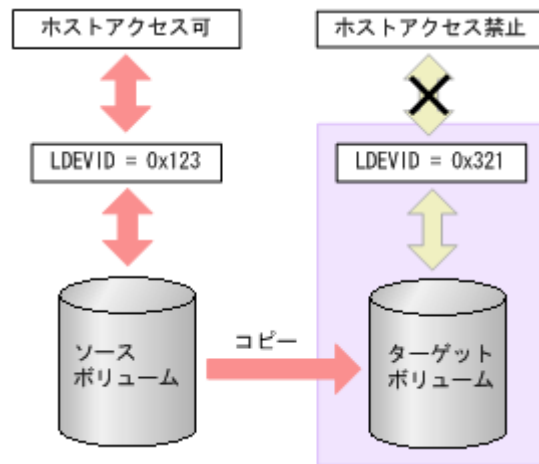 ホストアクセス可
ホストアクセス禁止
LDEVID = 0x123
LDEVID = 0x321
ソース
ボリューム
コピー
ターゲット
ボリューム